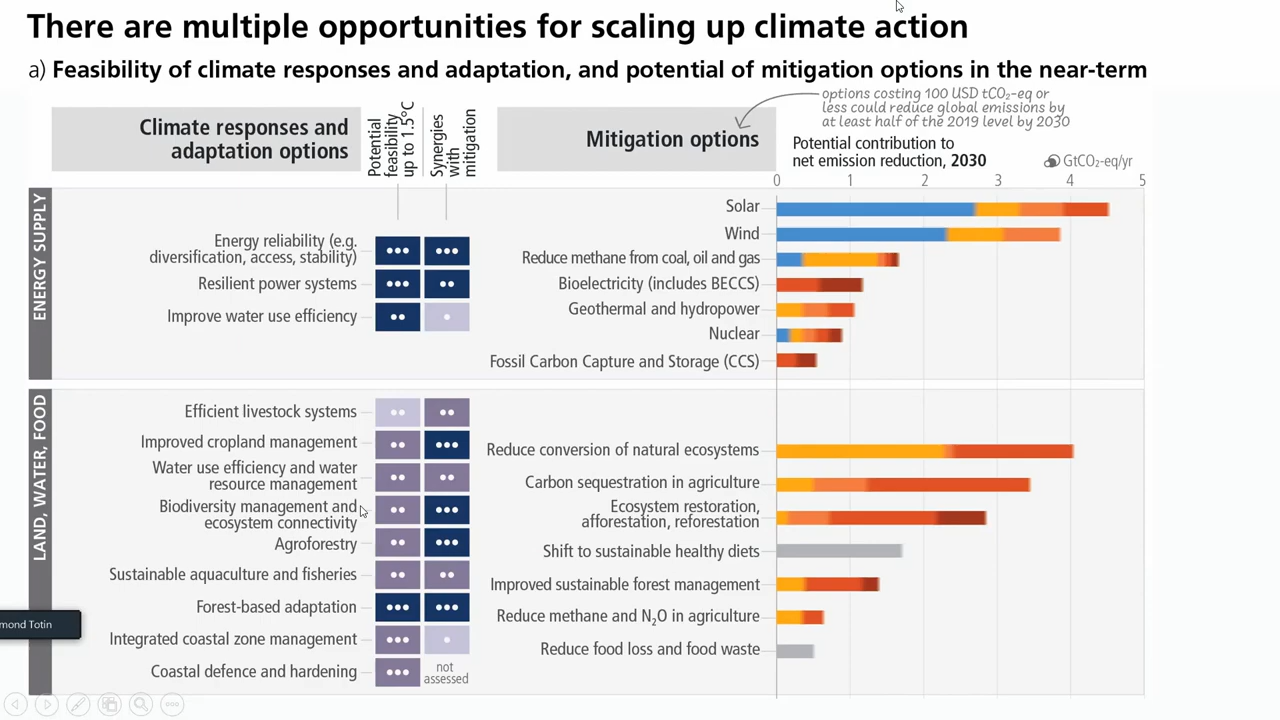 There are multiple opportunities for scaling up climate action
a) Feasibility of climate responses and adaptation, and potential of mitigation options in the near-term
options costing 100 USD tCO₂-eq or
less could reduce global emissions by
at least half of the 2019 level by 2030
Climate responses and
adaptation options
Potential
feasibility
up to 1.5°C
Synergies
with
mitigation
Mitigation options
Potential contribution to
net emission reduction, 2030
GtCO₂-eq/yr
0 1 2 3 4 5
ENERGY SUPPLY
Energy reliability (e.g.
diversification, access, stability)
Resilient power systems
Improve water use efficiency
Solar
Wind
Reduce methane from coal, oil and gas
Bioelectricity (includes BECCS)
Geothermal and hydropower
Nuclear
Fossil Carbon Capture and Storage (CCS)
LAND, WATER, FOOD
Efficient livestock systems
Improved cropland management
Water use efficiency and water
resource management
Biodiversity management and
ecosystem connectivity
Agroforestry
Sustainable aquaculture and fisheries
Forest-based adaptation
Integrated coastal zone management
Coastal defence and hardening
not
assessed
Reduce conversion of natural ecosystems
Carbon sequestration in agriculture
Ecosystem restoration,
afforestation, reforestation
Shift to sustainable healthy diets
Improved sustainable forest management
Reduce methane and N₂O in agriculture
Reduce food loss and food waste
mond Totin